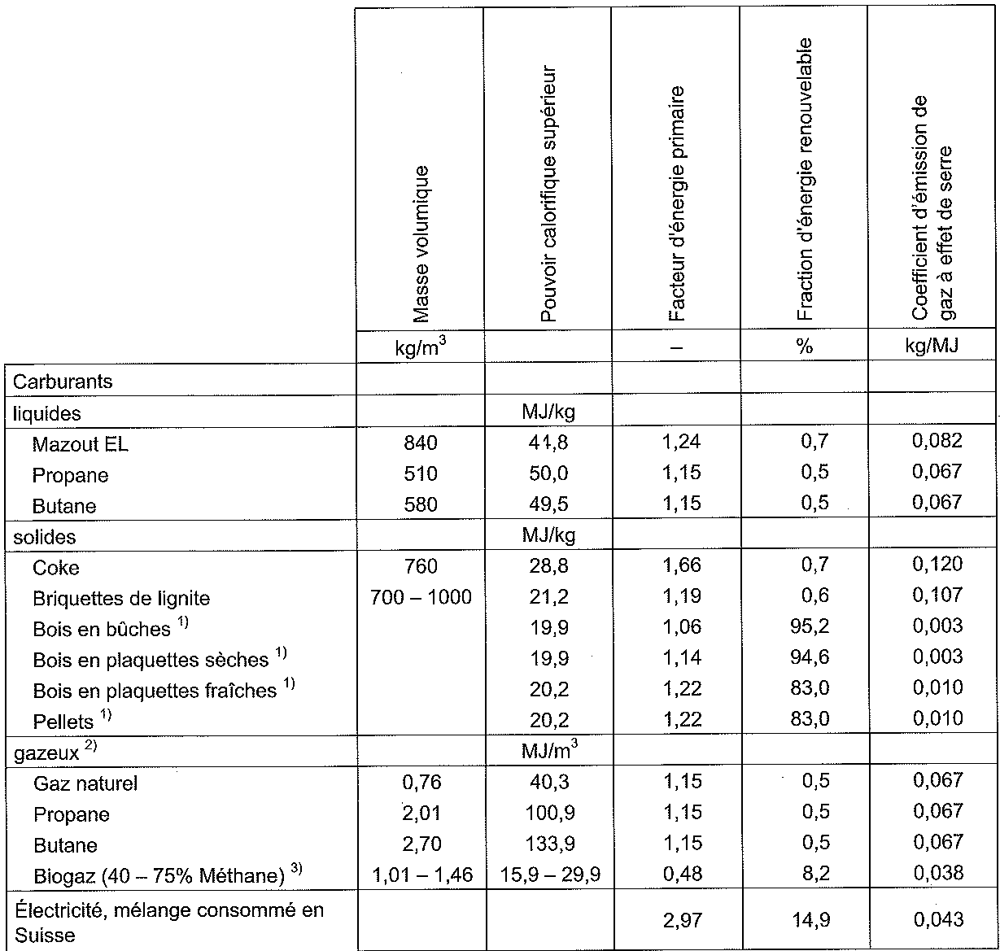 Masse volumique
Pouvoir calorifique supérieur
Facteur d'énergie primaire
Fraction d'énergie renouvelable
Coefficient d'émission de
gaz à effet de serre
kg/m³ – % kg/MJ
Carburants
liquides MJ/kg
Mazout EL 840 41,8 1,24 0,7 0,082
Propane 510 50,0 1,15 0,5 0,067
Butane 580 49,5 1,15 0,5 0,067
solides MJ/kg
Coke 760 28,8 1,66 0,7 0,120
Briquettes de lignite 700 – 1000 21,2 1,19 0,6 0,107
Bois en bûches 1) 19,9 1,06 95,2 0,003
Bois en plaquettes sèches 1) 19,9 1,14 94,6 0,003
Bois en plaquettes fraîches 1) 20,2 1,22 83,0 0,010
Pellets 1) 20,2 1,22 83,0 0,010
gazeux 2) MJ/m³
Gaz naturel 0,76 40,3 1,15 0,5 0,067
Propane 2,01 100,9 1,15 0,5 0,067
Butane 2,70 133,9 1,15 0,5 0,067
Biogaz (40 – 75% Méthane) 3) 1,01 – 1,46 15,9 – 29,9 0,48 8,2 0,038
Électricité, mélange consommé en
Suisse 2,97 14,9 0,043